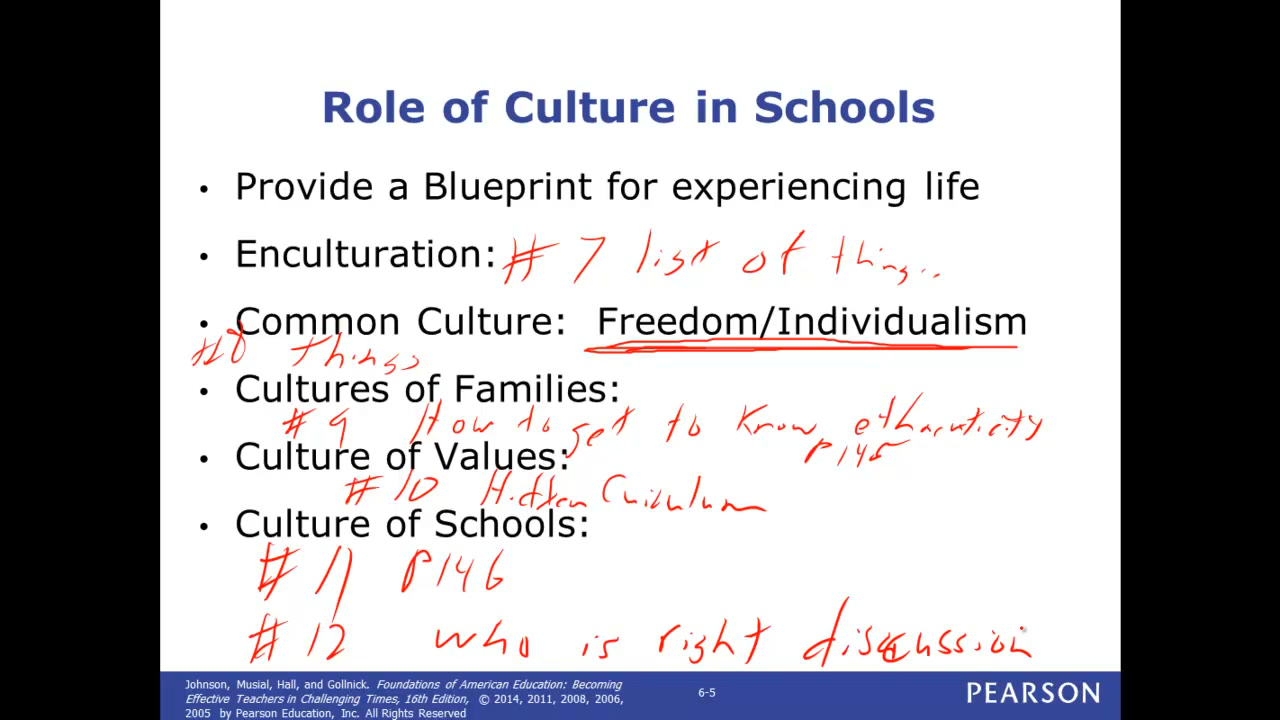 Role of Culture in Schools
• Provide a Blueprint for experiencing life
• Enculturation: # 7 list of things..
• Common Culture: Freedom/Individualism
#8 things
• Cultures of Families:
# 9 How to get to know
P145
• Culture of Values:
# 10 Hidden Curriculum
• Culture of Schools:
# 11 P146
# 12 who is right discussion
Johnson, Musial, Hall, and Gollnick. Foundations of American Education: Becoming
Effective Teachers in Challenging Times, 16th Edition, © 2014, 2011, 2008, 2006,
2005 by Pearson Education, Inc. All Rights Reserved
6-5
PEARSON